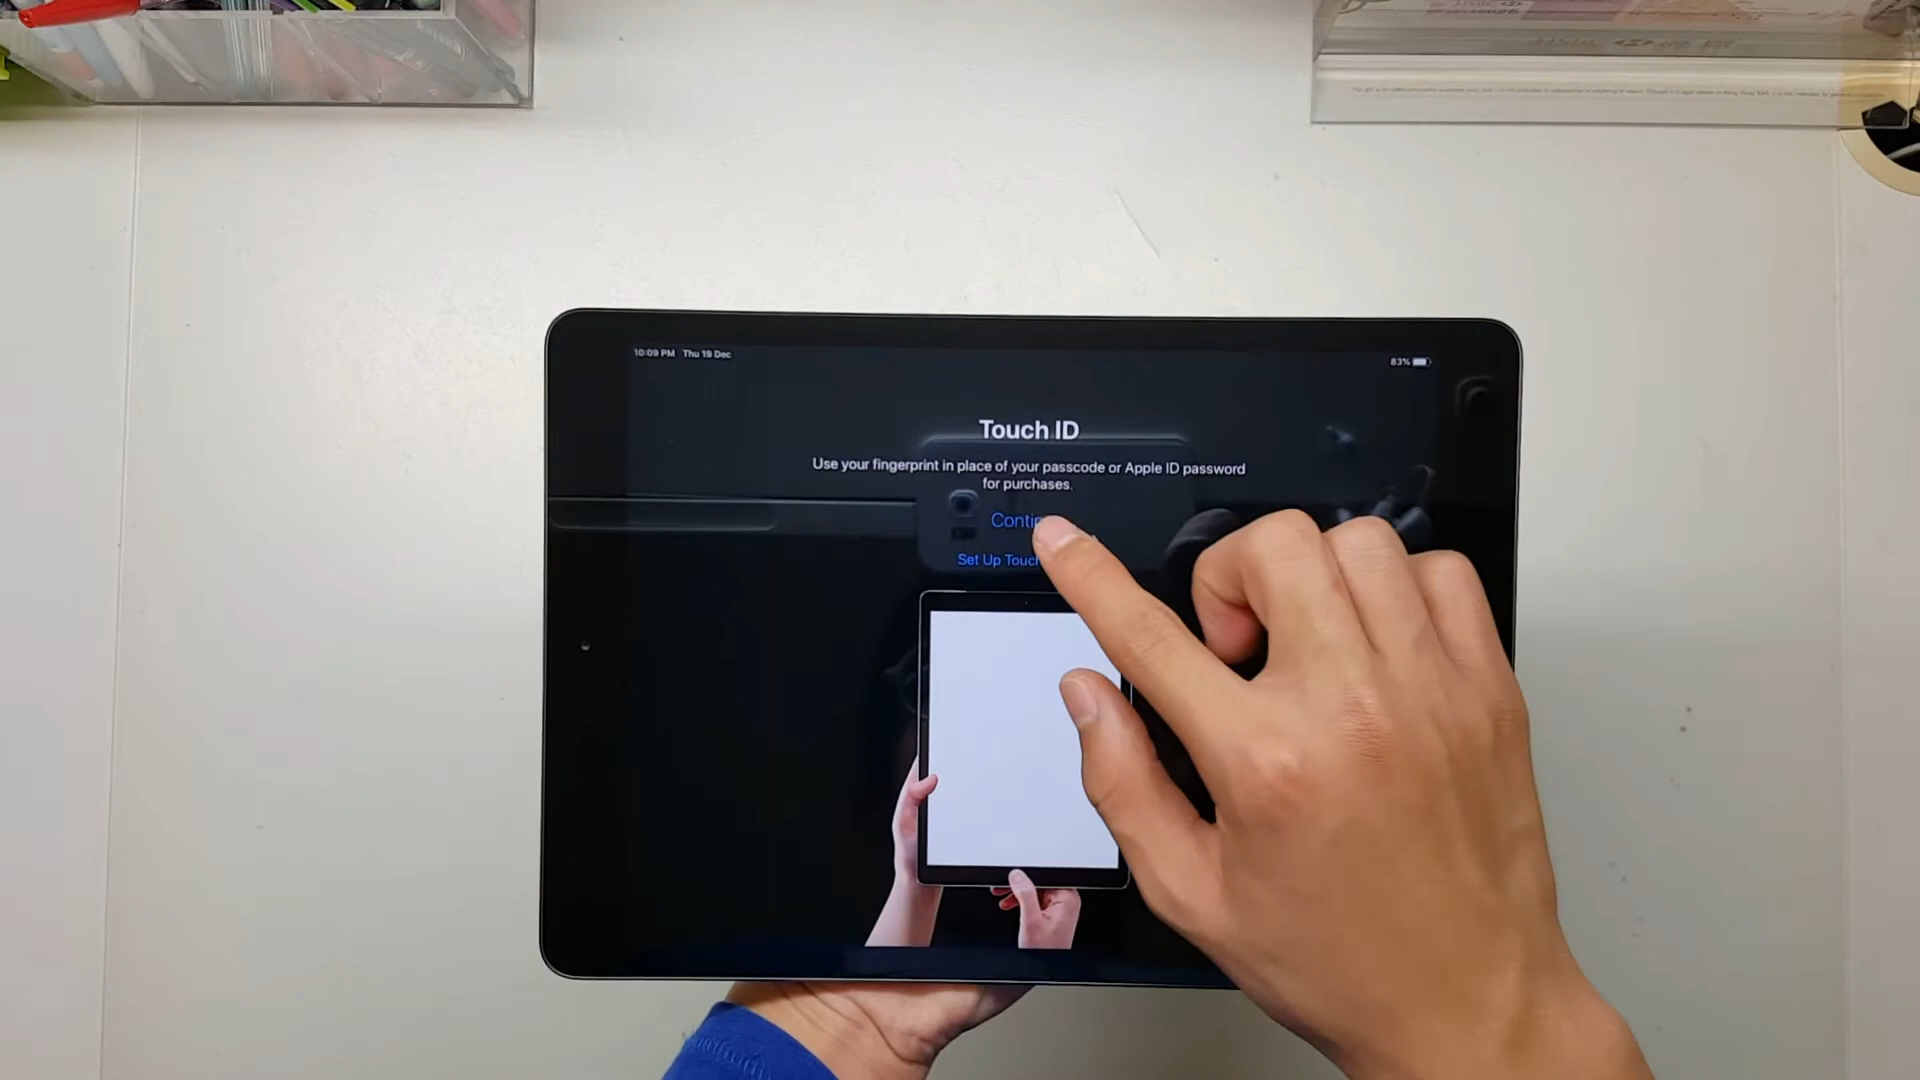 10:09 PM Thu 19 Dec
83%
Touch ID
Use your fingerprint in place of your passcode or Apple ID password
for purchases.
Contin
Set Up Touch